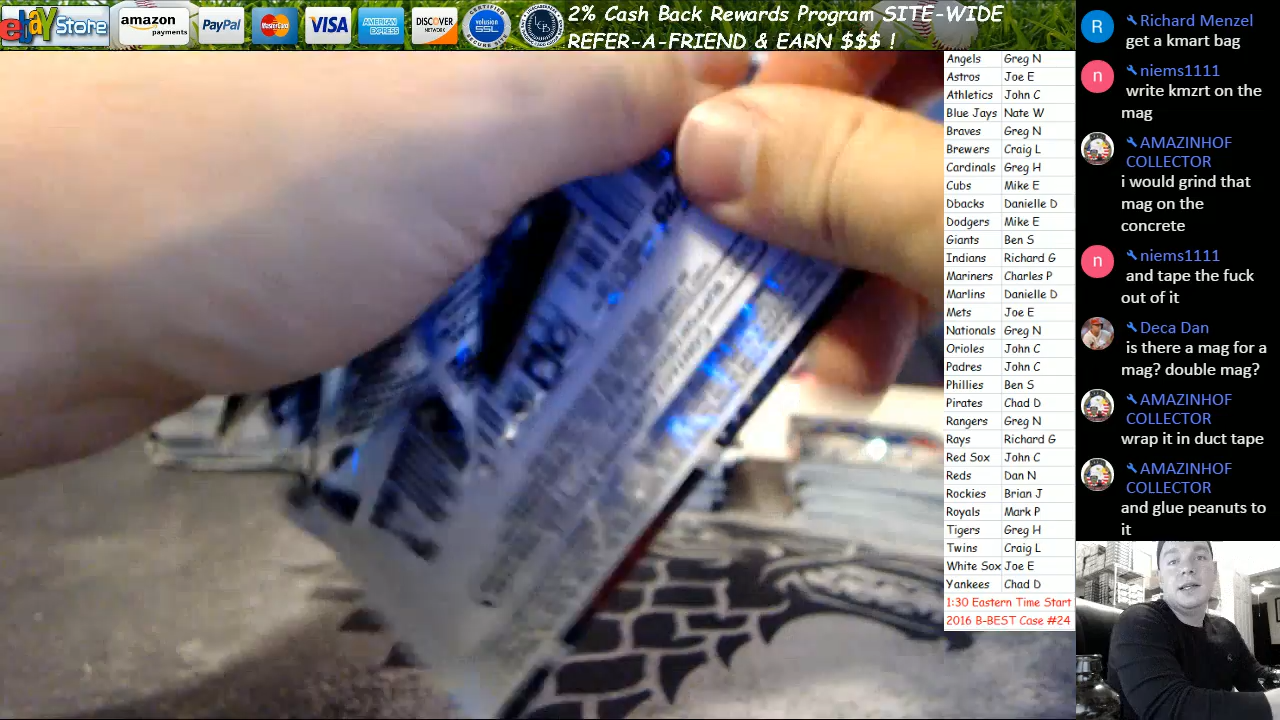 ebay Store
amazon
payments
PayPal
MasterCard
VISA
AMERICAN
EXPRESS
DISCOVER
NETWORK
volusion
SSL
2% Cash Back Rewards Program SITE-WIDE
REFER-A-FRIEND & EARN $$$ !
Angels Greg N
Astros Joe E
Athletics John C
Blue Jays Nate W
Braves Greg N
Brewers Craig L
Cardinals Greg H
Cubs Mike E
Dbacks Danielle D
Dodgers Mike E
Giants Ben S
Indians Richard G
Mariners Charles P
Marlins Danielle D
Mets Joe E
Nationals Greg N
Orioles John C
Padres John C
Phillies Ben S
Pirates Chad D
Rangers Greg N
Rays Richard G
Red Sox John C
Reds Dan N
Rockies Brian J
Royals Mark P
Tigers Greg H
Twins Craig L
White Sox Joe E
Yankees Chad D
1:30 Eastern Time Start
2016 B-BEST Case #24
R
Richard Menzel
get a kmart bag
n
niems1111
write kmzrt on the
mag
AMAZINHOF
COLLECTOR
i would grind that
mag on the
concrete
n
niems1111
and tape the fuck
out of it
Deca Dan
is there a mag for a
mag? double mag?
AMAZINHOF
COLLECTOR
wrap it in duct tape
AMAZINHOF
COLLECTOR
and glue peanuts to
it